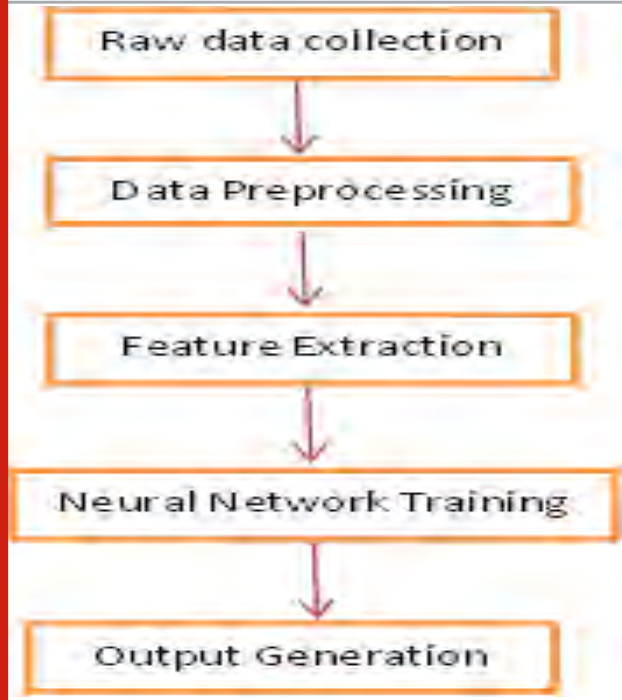 Raw data collection
Data Preprocessing
Feature Extraction
Neural Network Training
Output Generation